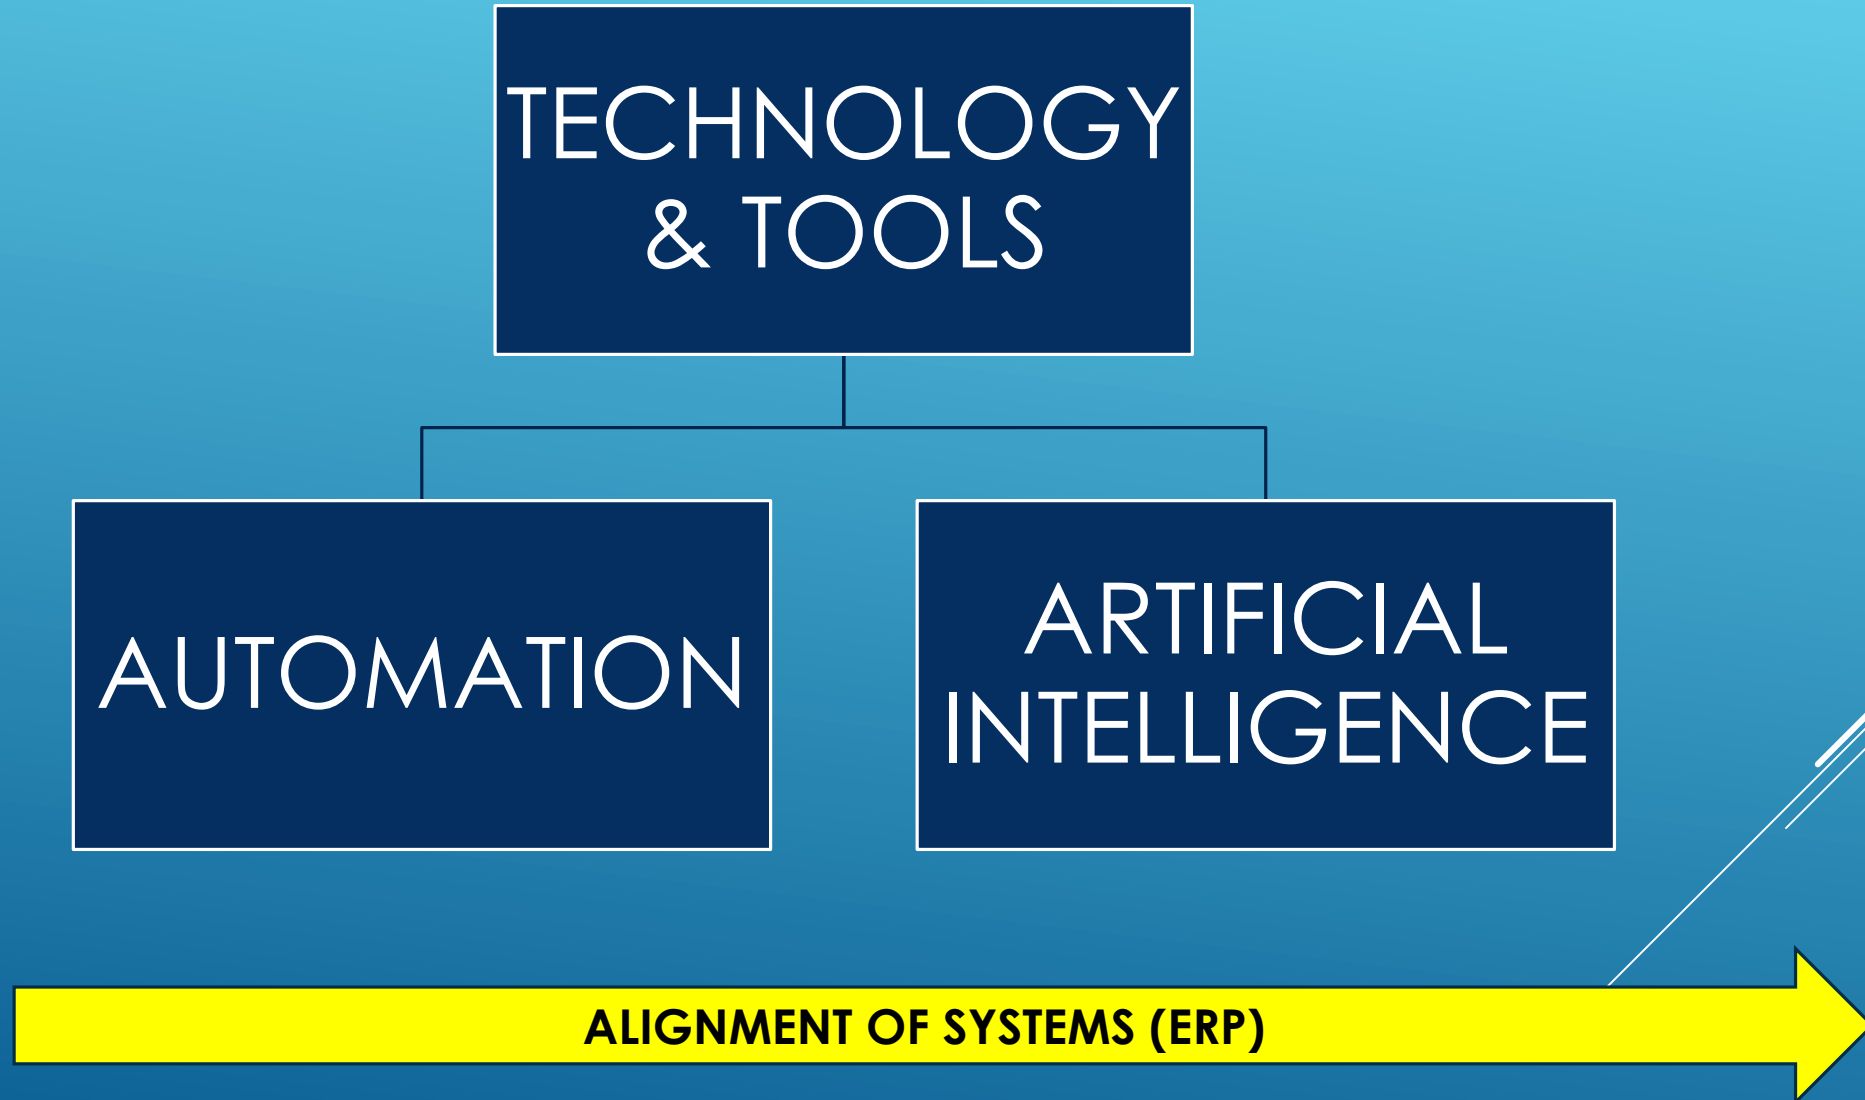 TECHNOLOGY
& TOOLS
AUTOMATION
ARTIFICIAL
INTELLIGENCE
ALIGNMENT OF SYSTEMS (ERP)